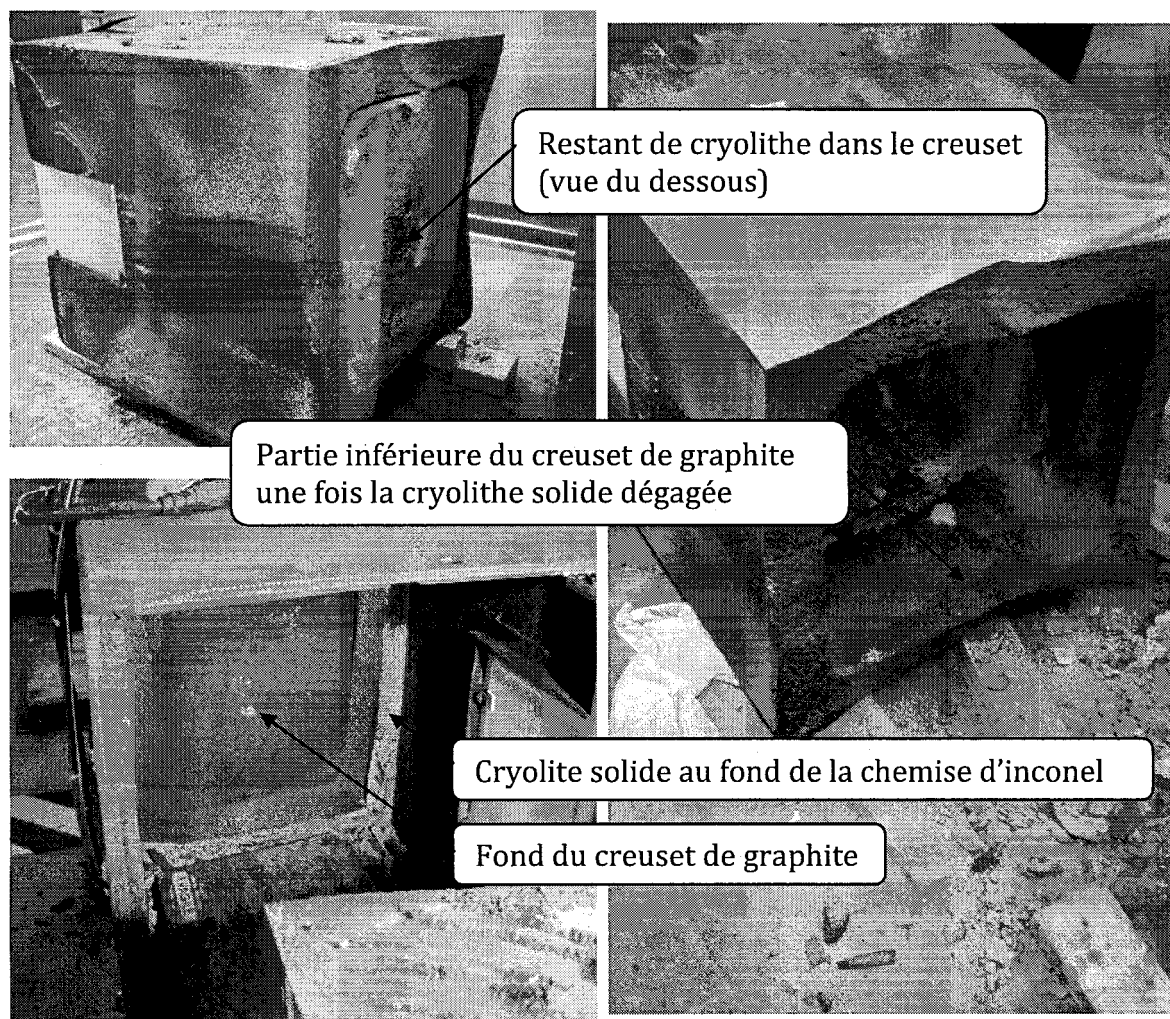 Restant de cryolithe dans le creuset
(vue du dessous)
Partie inférieure du creuset de graphite
une fois la cryolithe solide dégagée
Cryolite solide au fond de la chemise d'inconel
Fond du creuset de graphite